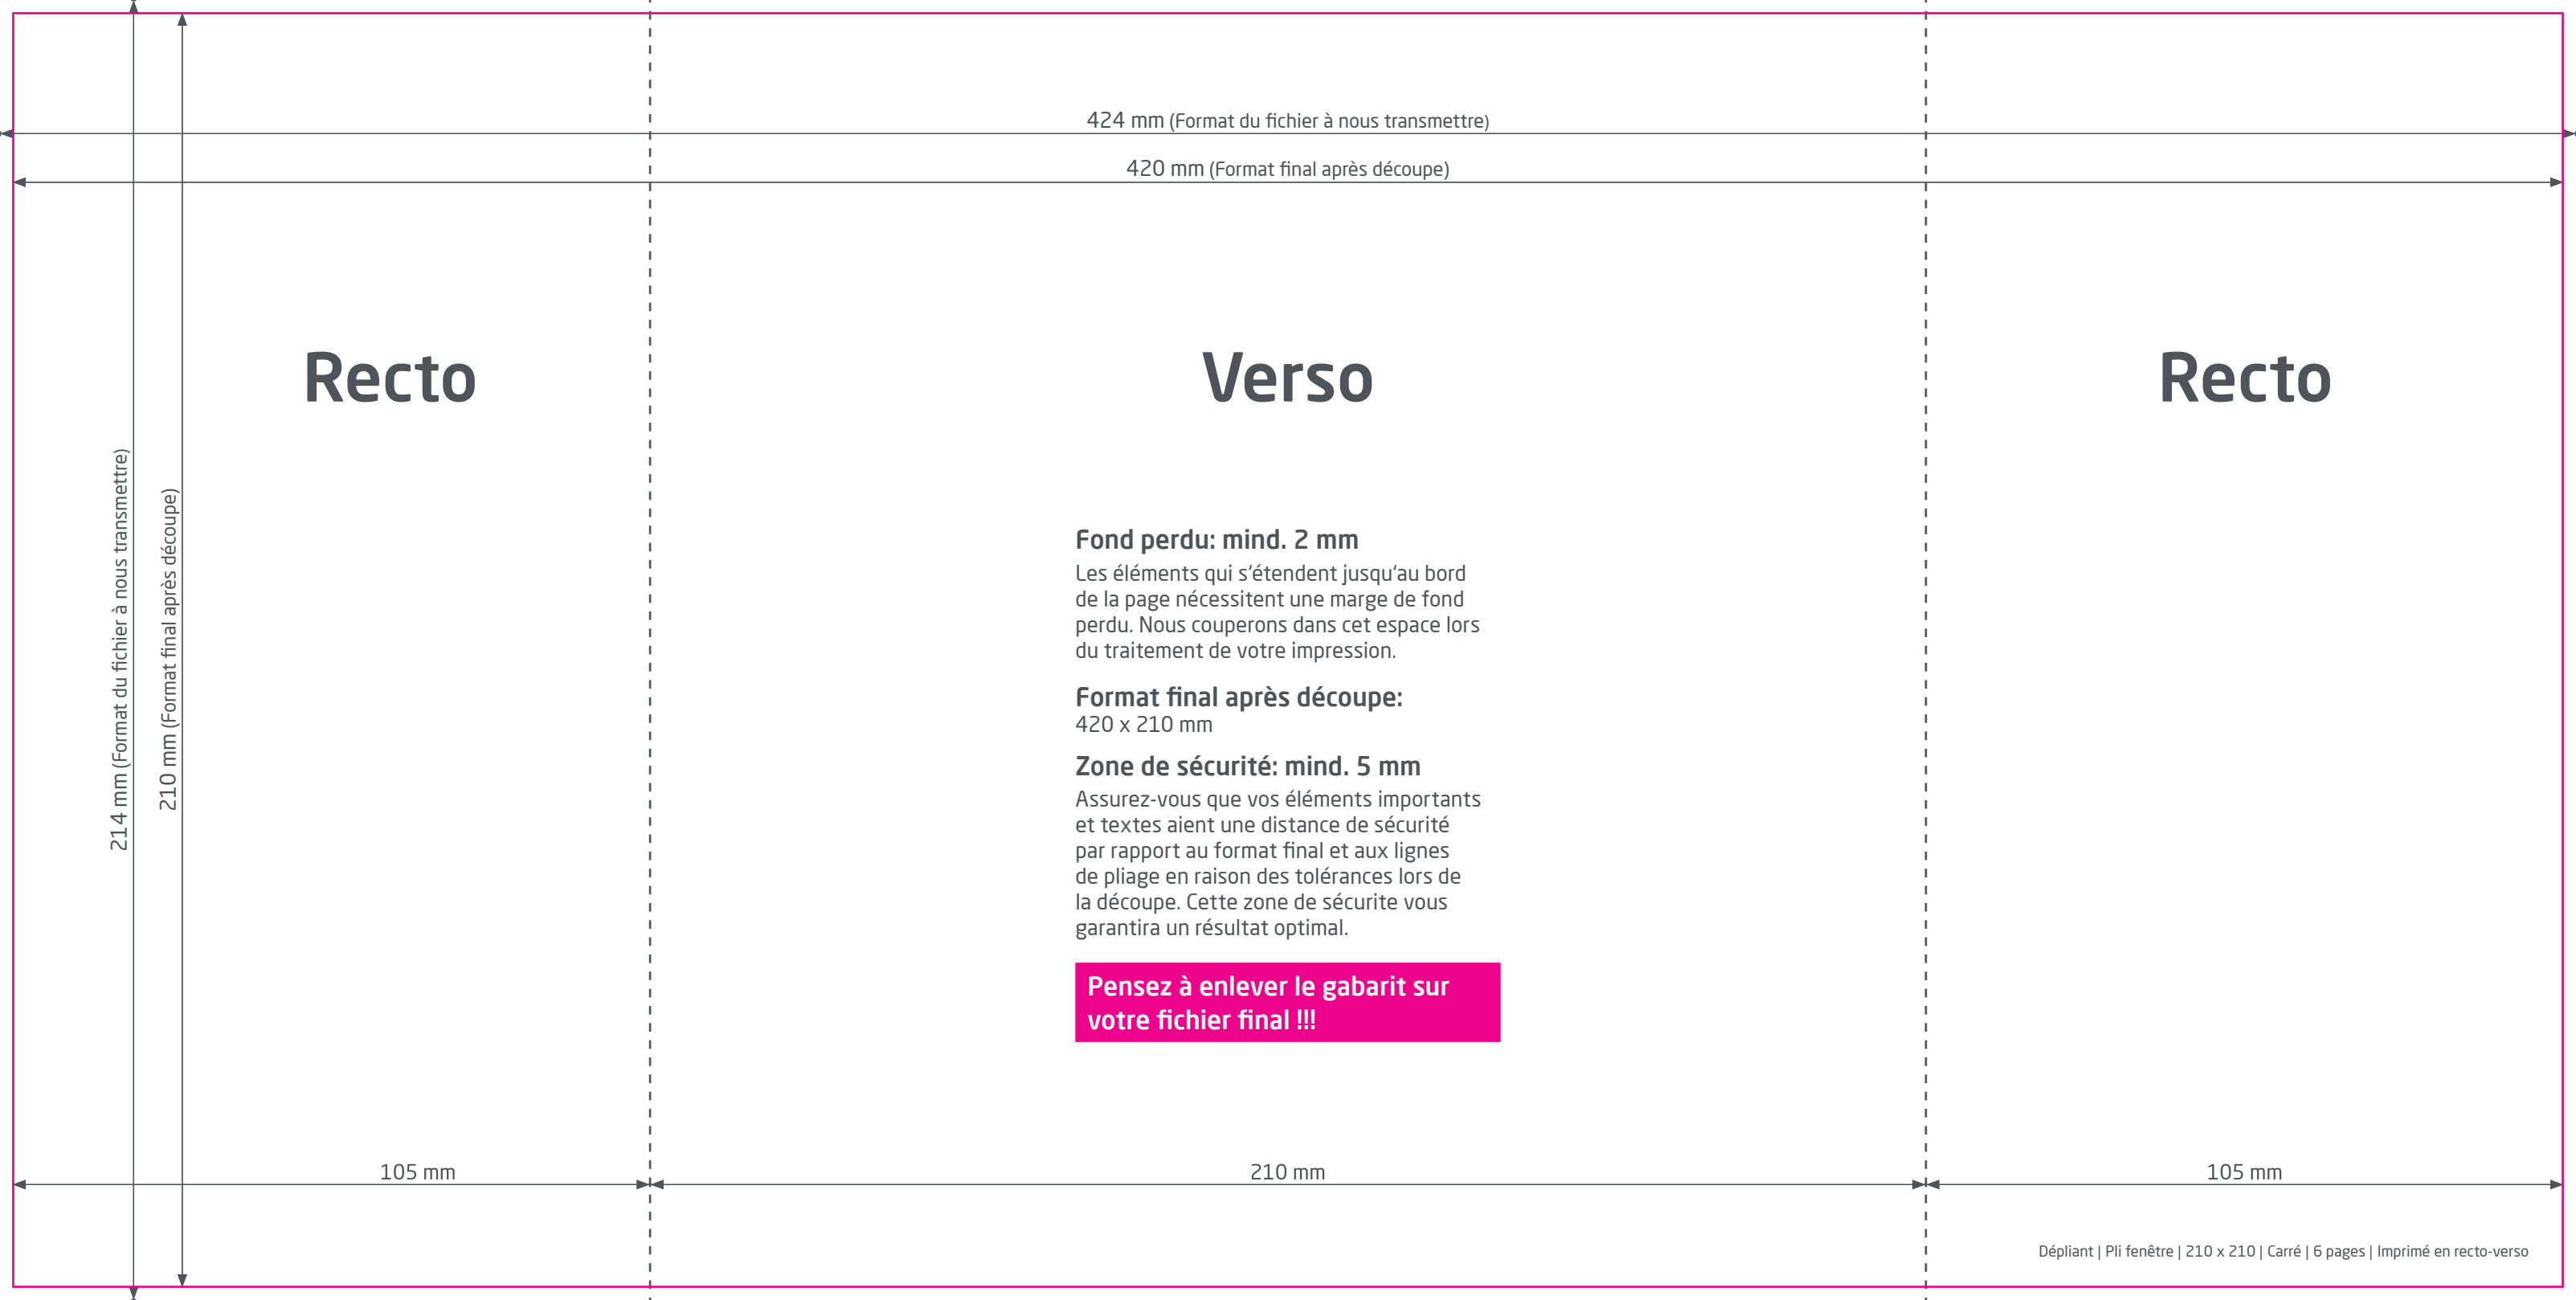 424 mm (Format du fichier à nous transmettre)
420 mm (Format final après découpe)
Recto
Verso
Recto
214 mm (Format du fichier à nous transmettre)
210 mm (Format final après découpe)
Fond perdu: mind. 2 mm
Les éléments qui s‘étendent jusqu‘au bord
de la page nécessitent une marge de fond
perdu. Nous couperons dans cet espace lors
du traitement de votre impression.
Format final après découpe:
420 x 210 mm
Zone de sécurité: mind. 5 mm
Assurez-vous que vos éléments importants
et textes aient une distance de sécurité
par rapport au format final et aux lignes
de pliage en raison des tolérances lors de
la découpe. Cette zone de sécurite vous
garantira un résultat optimal.
Pensez à enlever le gabarit sur
votre fichier final !!!
105 mm
210 mm
105 mm
Dépliant | Pli fenêtre | 210 x 210 | Carré | 6 pages | Imprimé en recto-verso